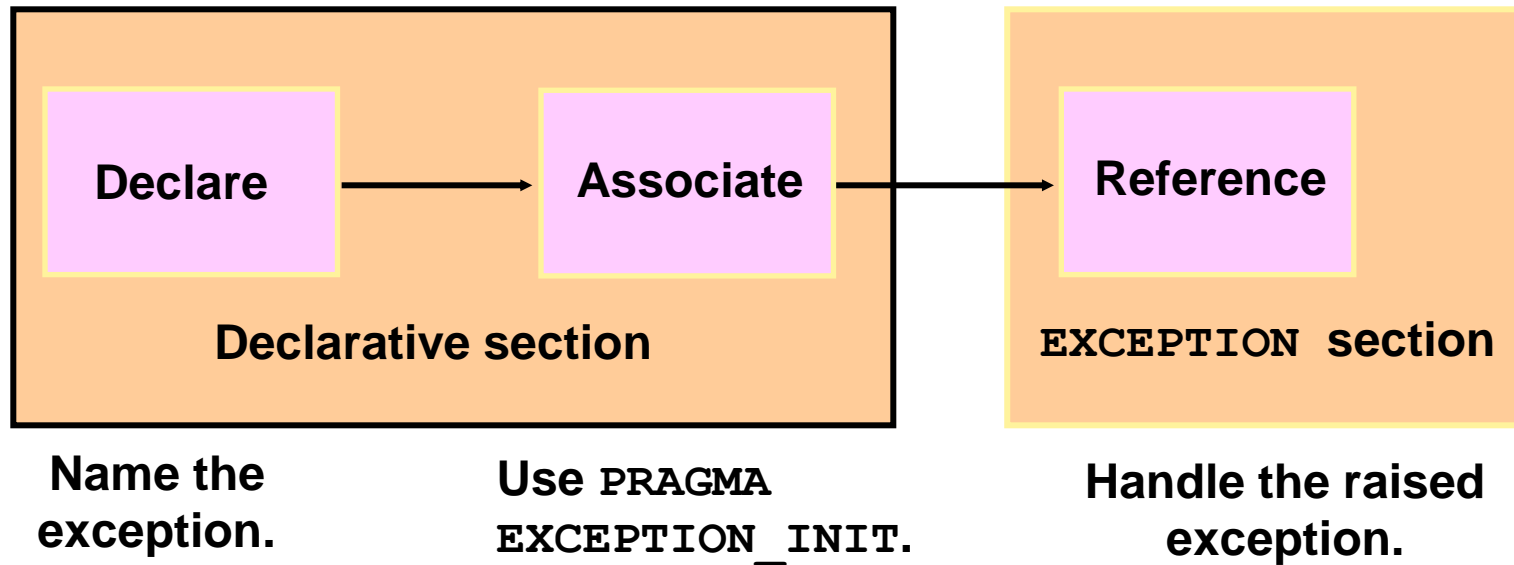 Declare
Associate
Reference
Declarative section
EXCEPTION section
Name the
exception.
Use PRAGMA
EXCEPTION_INIT.
Handle the raised
exception.